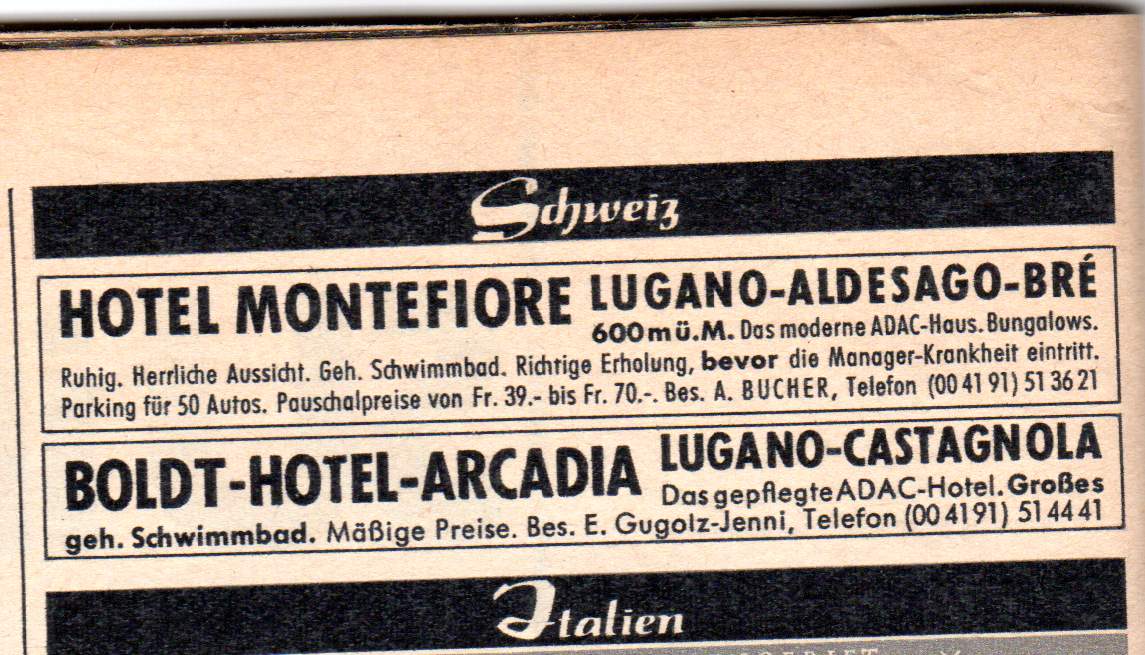 Schweiz
HOTEL MONTEFIORE LUGANO-ALDESAGO-BRÉ
600 m ü. M. Das moderne ADAC-Haus. Bungalows.
Ruhig. Herrliche Aussicht. Geh. Schwimmbad. Richtige Erholung, bevor die Manager-Krankheit eintritt.
Parking für 50 Autos. Pauschalpreise von Fr. 39.- bis Fr. 70.-. Bes. A. BUCHER, Telefon (00 41 91) 51 36 21
BOLDT-HOTEL-ARCADIA LUGANO-CASTAGNOLA
Das gepflegte ADAC-Hotel. Großes
geh. Schwimmbad. Mäßige Preise. Bes. E. Gugolz-Jenni, Telefon (00 41 91) 51 44 41
Italien